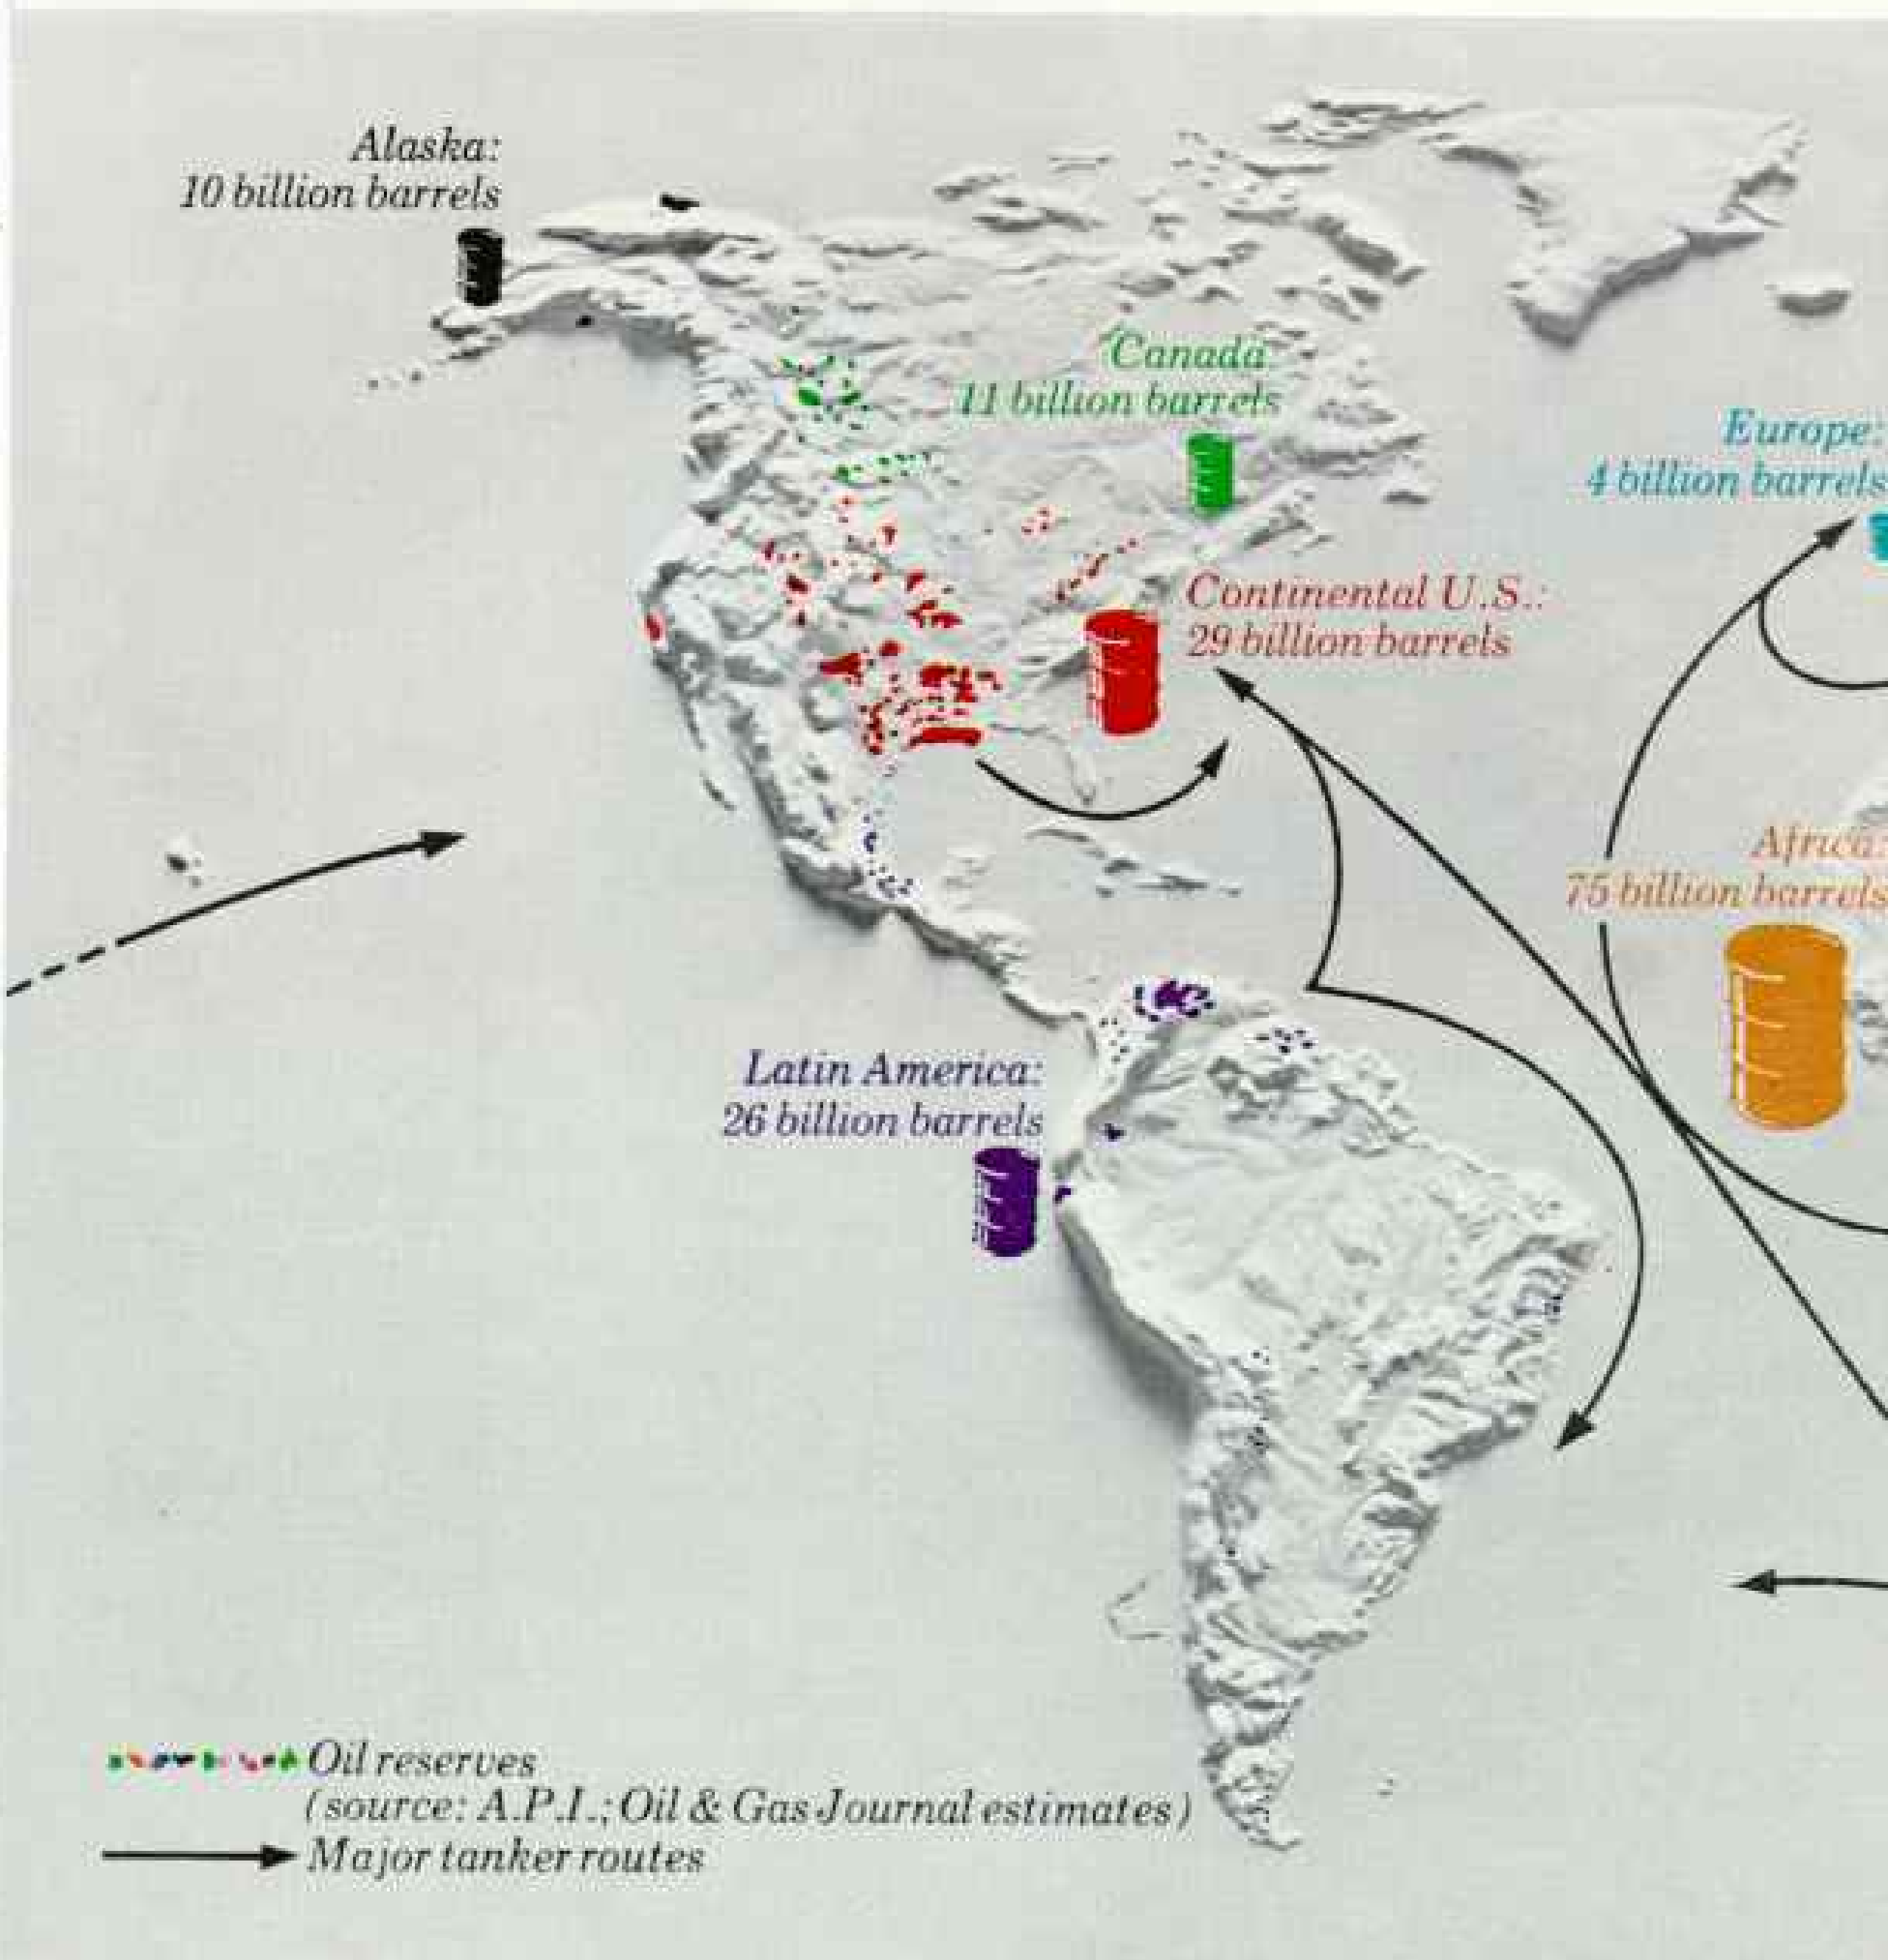 Alaska:
10 billion barrels
Canada
11 billion barrels
Europe:
4 billion barrels
Continental U.S.:
29 billion barrels
Africa:
75 billion barrels
Latin America:
26 billion barrels
Oil reserves
(source: A.P.I.; Oil & Gas Journal estimates)
Major tanker routes